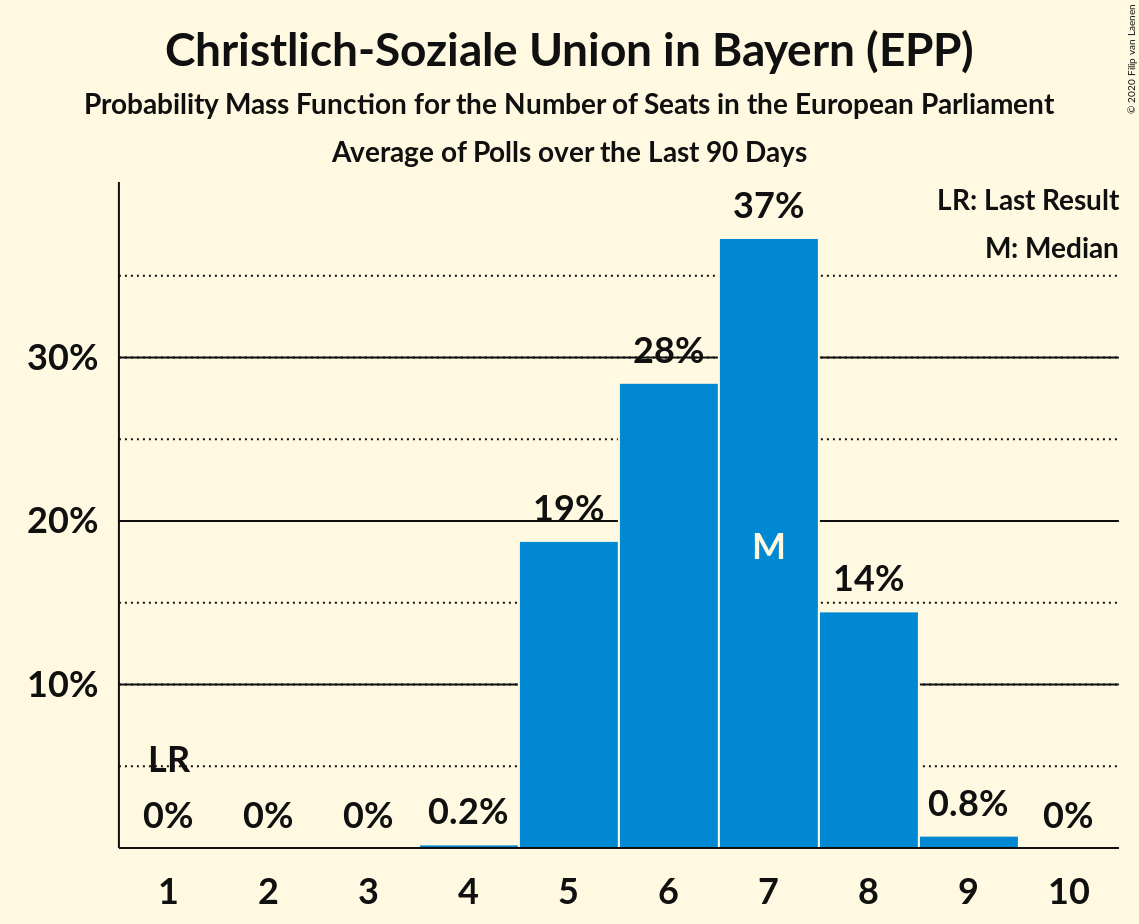 Christlich-Soziale Union in Bayern (EPP)
Probability Mass Function for the Number of Seats in the European Parliament
Average of Polls over the Last 90 Days
© 2020 Filip van Laenen
LR: Last Result
M: Median
37%
30%
28%
20%
19%
M
14%
10%
LR
0%
0%
0%
0.2%
0.8%
0%
1 2 3 4 5 6 7 8 9 10